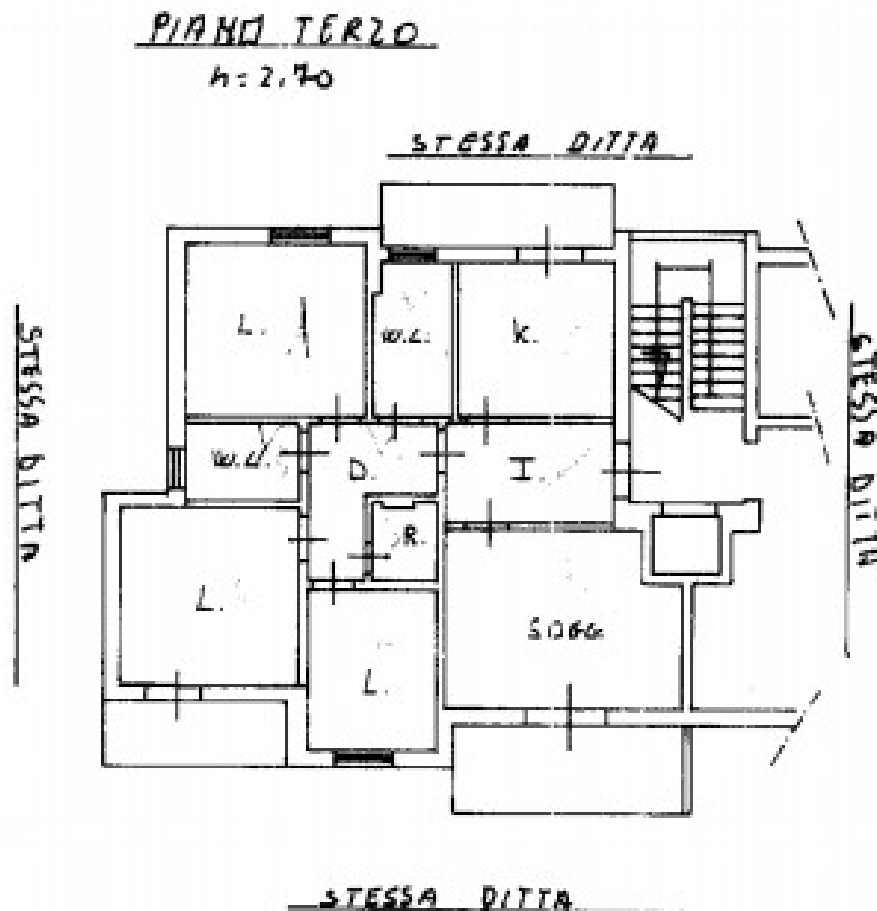 PIANO TERZO
h=2,70
STESSA DITTA
L.
W.C.
K.
STESSA DITTA
STESSA DITTA
W.C.
D.
I.
R.
L.
SOGG
L.
STESSA DITTA